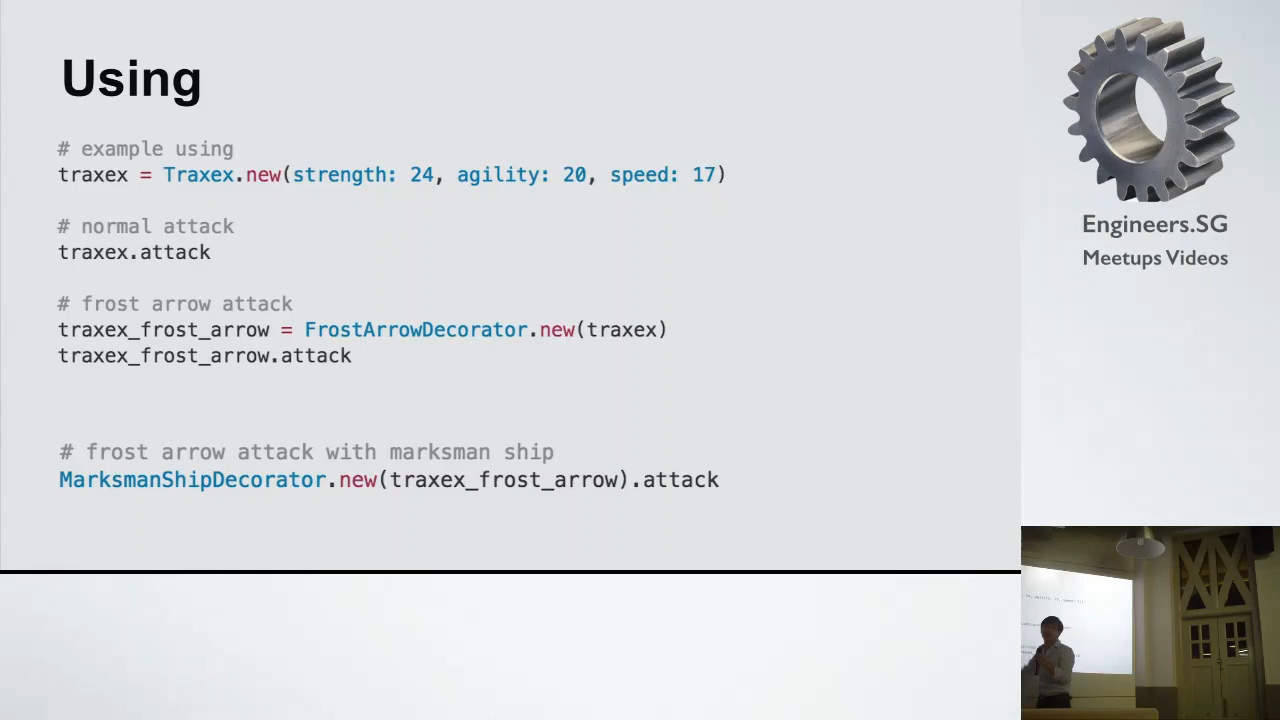 Using
# example using
traxex = Traxex.new(strength: 24, agility: 20, speed: 17)
# normal attack
traxex.attack
# frost arrow attack
traxex_frost_arrow = FrostArrowDecorator.new(traxex)
traxex_frost_arrow.attack
# frost arrow attack with marksman ship
MarksmanShipDecorator.new(traxex_frost_arrow).attack
Engineers.SG
Meetups Videos